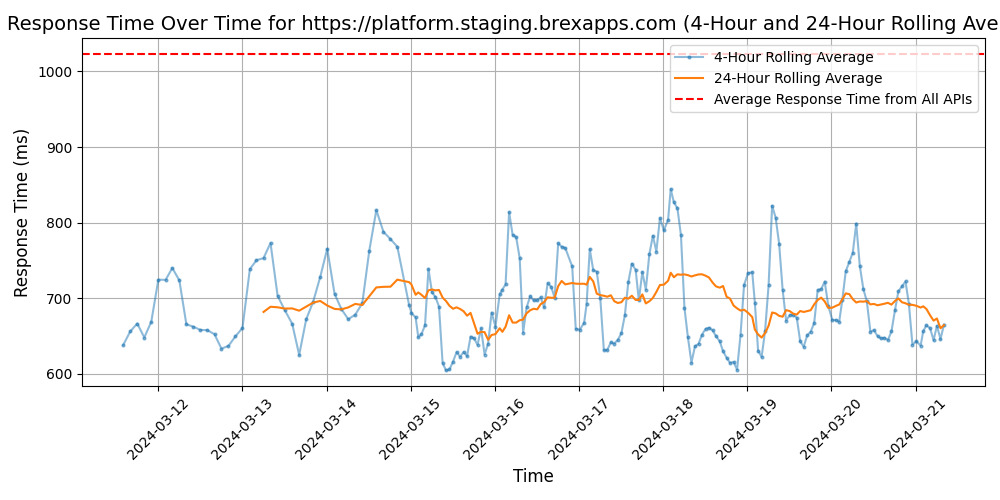 Response Time Over Time for https://platform.staging.brexapps.com (4-Hour and 24-Hour Rolling Ave
4-Hour Rolling Average
24-Hour Rolling Average
Average Response Time from All APIs
Response Time (ms)
1000
900
800
700
600
2024-03-12
2024-03-13
2024-03-14
2024-03-15
2024-03-16
2024-03-17
2024-03-18
2024-03-19
2024-03-20
2024-03-21
Time